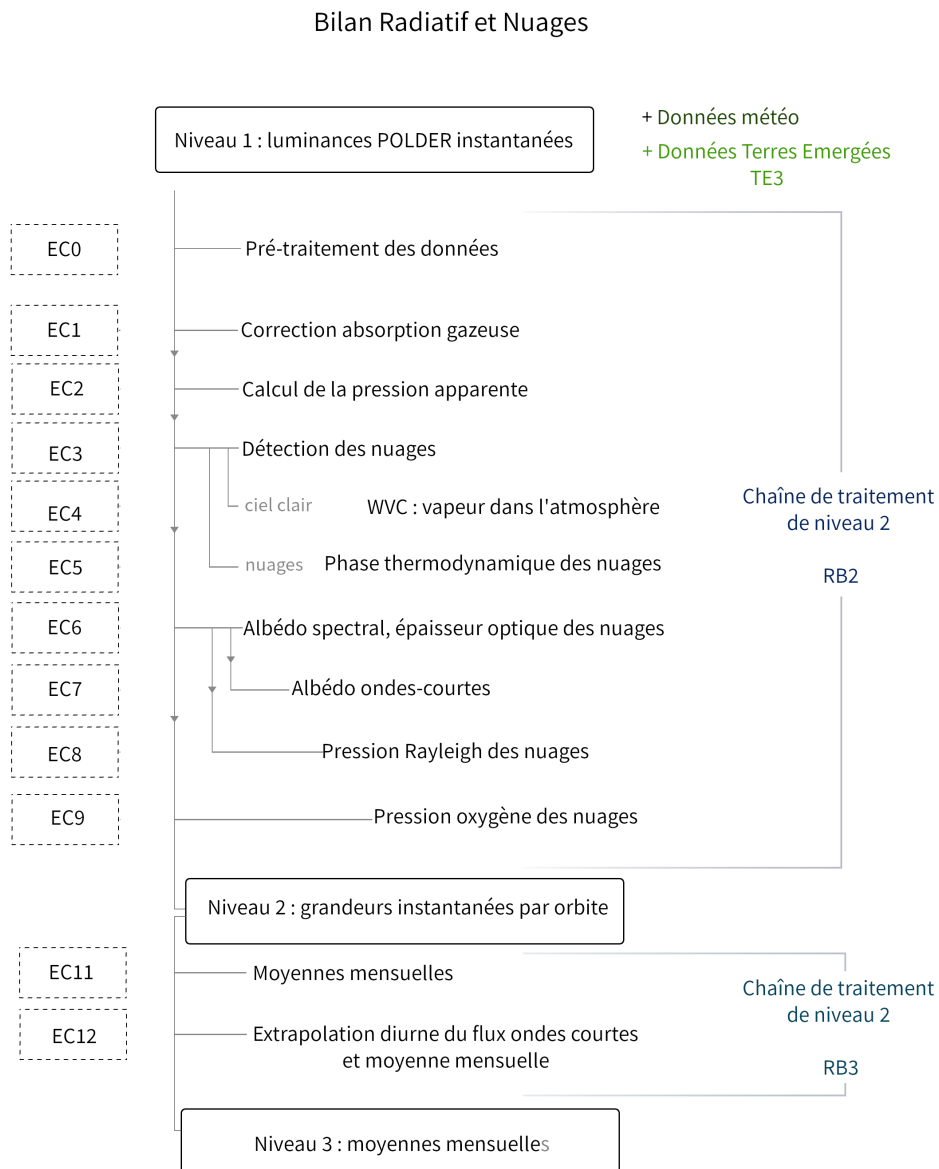 Bilan Radiatif et Nuages
Niveau 1 : luminances POLDER instantanées
+ Données météo
+ Données Terres Emergées
TE3
EC0
Pré-traitement des données
EC1
Correction absorption gazeuse
EC2
Calcul de la pression apparente
EC3
Détection des nuages
EC4
ciel clair
WVC : vapeur dans l'atmosphère
Chaîne de traitement
de niveau 2
EC5
nuages
Phase thermodynamique des nuages
RB2
EC6
Albédo spectral, épaisseur optique des nuages
EC7
Albédo ondes-courtes
EC8
Pression Rayleigh des nuages
EC9
Pression oxygène des nuages
Niveau 2 : grandeurs instantanées par orbite
EC11
Moyennes mensuelles
Chaîne de traitement
de niveau 2
EC12
Extrapolation diurne du flux ondes courtes
et moyenne mensuelle
RB3
Niveau 3 : moyennes mensuelles